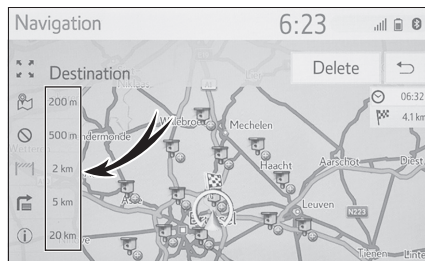 Navigation 6:23
Destination Delete
200 m
500 m
2 km
5 km
20 km
06:32
4.1 km
Mechelen
Haacht
Aarschot
Diest
Leuven
N223
Tienen